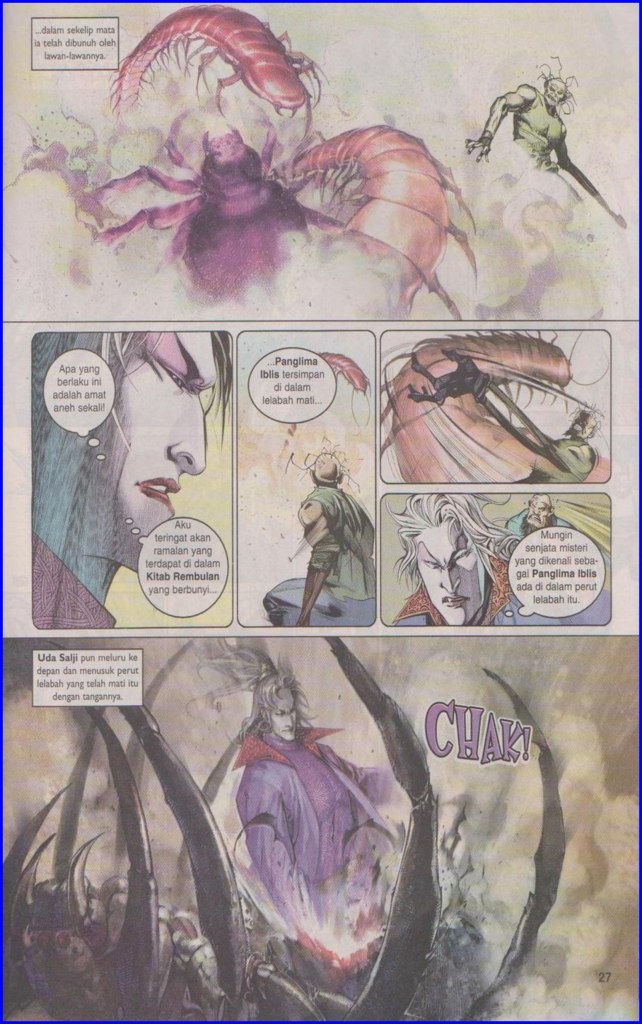 ...dalam sekelip mata
ia telah dibunuh oleh
lawan-lawannya.
Apa yang
berlaku ini
adalah amat
aneh sekali!
Aku
teringat akan
ramalan yang
terdapat di dalam
Kitab Rembulan
yang berbunyi...
...Panglima
Iblis tersimpan
di dalam
lelabah mati...
Mungin
senjata misteri
yang dikenali seba-
gai Panglima Iblis
ada di dalam perut
lelabah itu.
Uda Salji pun meluru ke
depan dan menusuk perut
lelabah yang telah mati itu
dengan tangannya.
CHAK!
27